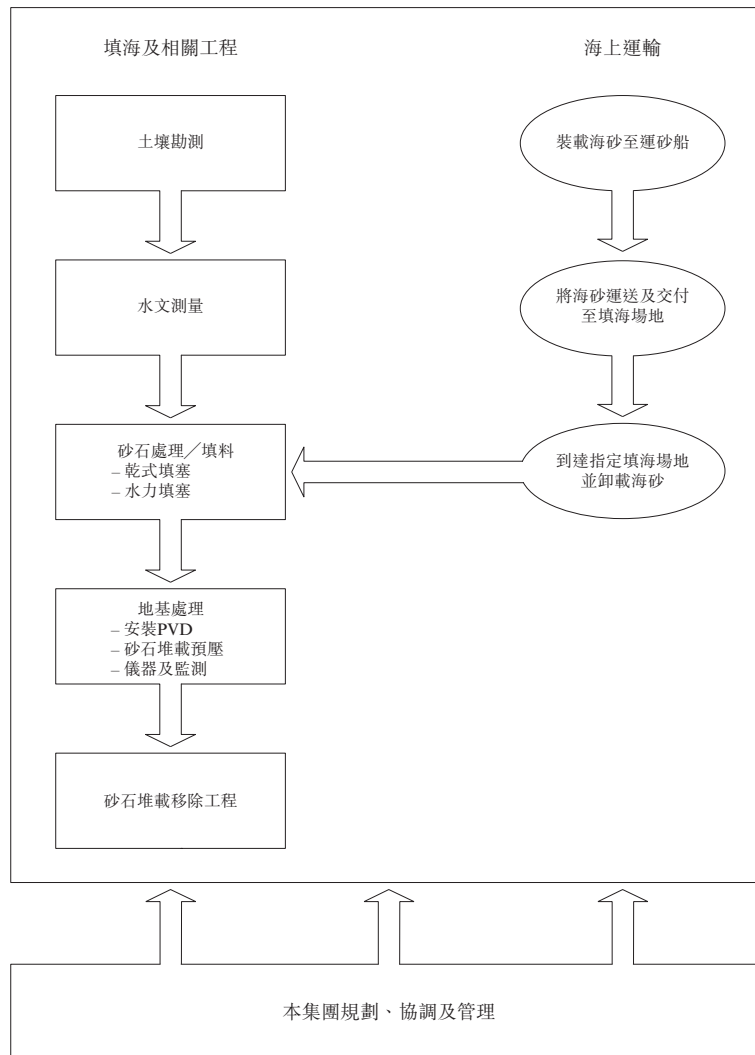 填海及相關工程
海上運輸
土壤勘測
裝載海砂至運砂船
水文測量
將海砂運送及交付
至填海場地
砂石處理／填料
– 乾式填塞
– 水力填塞
到達指定填海場地
並卸載海砂
地基處理
– 安裝PVD
– 砂石堆載預壓
– 儀器及監測
砂石堆載移除工程
本集團規劃、協調及管理